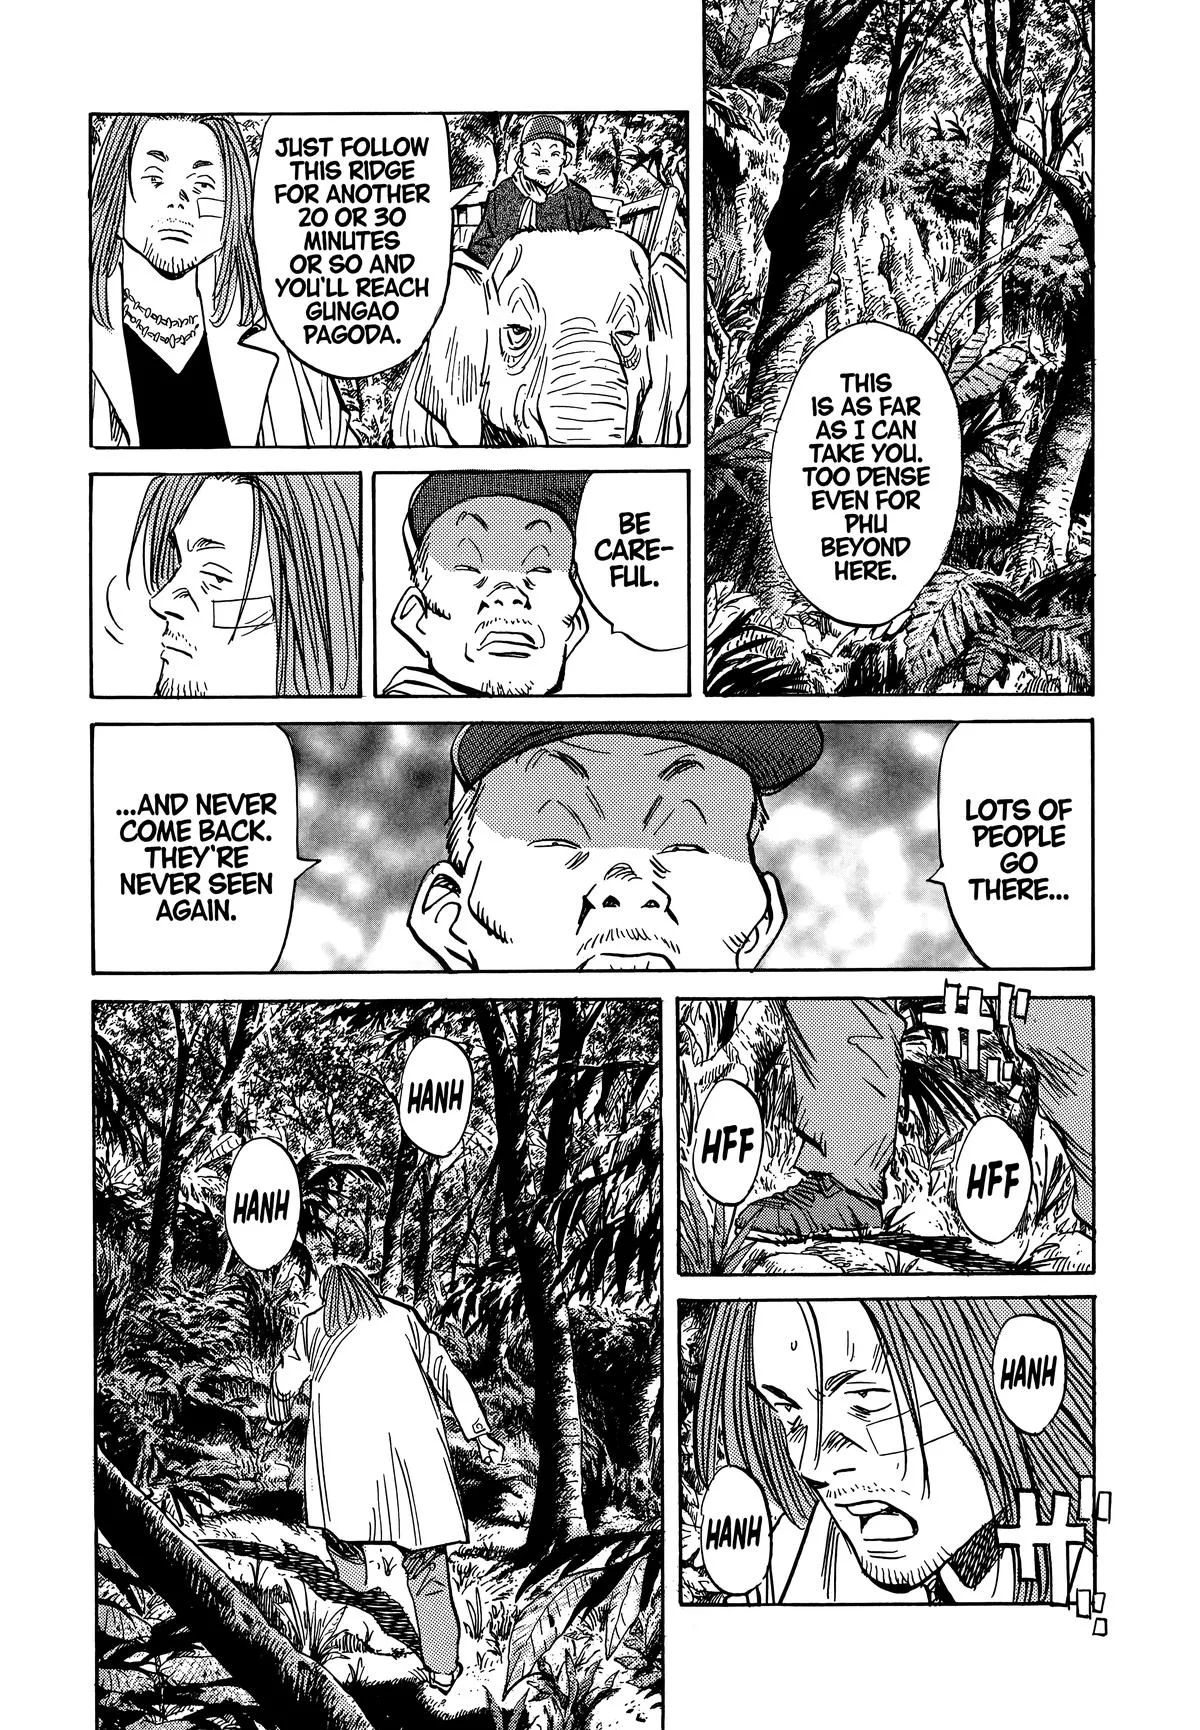 THIS
IS AS FAR
AS I CAN
TAKE YOU.
TOO DENSE
EVEN FOR
PHU
BEYOND
HERE.
JUST FOLLOW
THIS RIDGE
FOR ANOTHER
20 OR 30
MINUTES
OR SO AND
YOU'LL REACH
GUNGAO
PAGODA.
BE
CARE-
FUL.
LOTS OF
PEOPLE
GO
THERE...
...AND NEVER
COME BACK.
THEY'RE
NEVER SEEN
AGAIN.
ザ
HFF
HFF
HANH
HANH
ザ
HANH
HANH